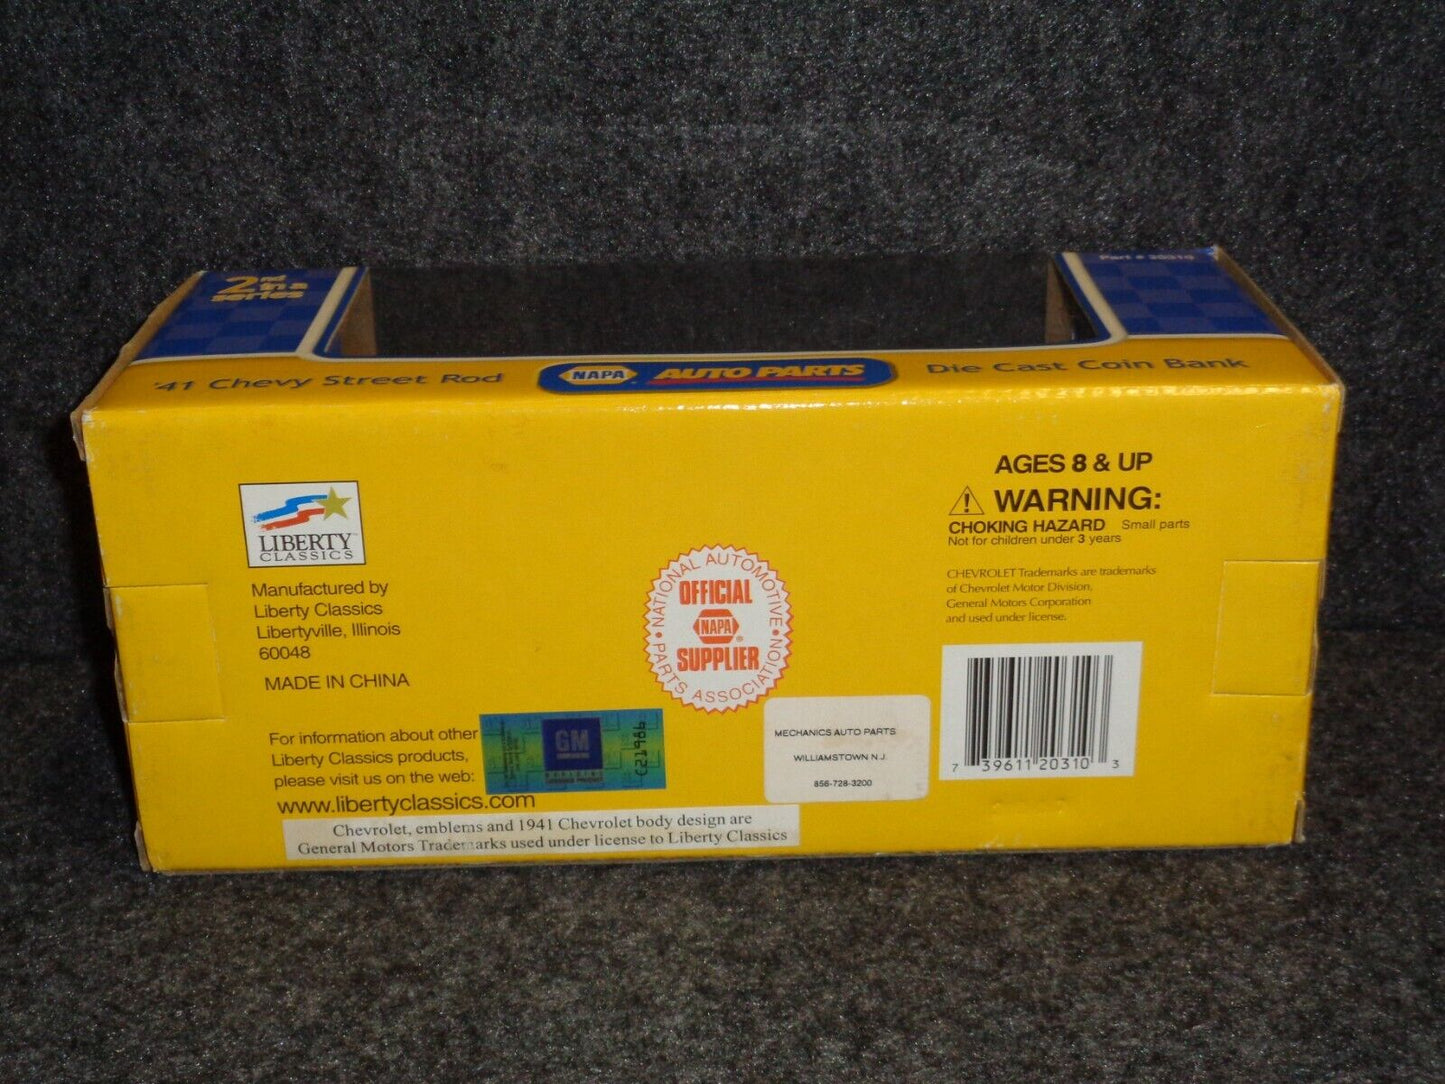 2nd
in a
series
Part # 20310
'41 Chevy Street Rod
NAPA AUTO PARTS
Die Cast Coin Bank
LIBERTY
CLASSICS
Manufactured by
Liberty Classics
Libertyville, Illinois
60048
MADE IN CHINA
For information about other
Liberty Classics products,
please visit us on the web:
www.libertyclassics.com
GM
C21986
Chevrolet, emblems and 1941 Chevrolet body design are
General Motors Trademarks used under license to Liberty Classics
NATIONAL AUTOMOTIVE
PARTS ASSOCIATION
OFFICIAL
NAPA
SUPPLIER
MECHANICS AUTO PARTS
WILLIAMSTOWN N.J.
856-728-3200
AGES 8 & UP
WARNING:
CHOKING HAZARD Small parts
Not for children under 3 years
CHEVROLET Trademarks are trademarks
of Chevrolet Motor Division,
General Motors Corporation
and used under license.
7 39611 20310 3